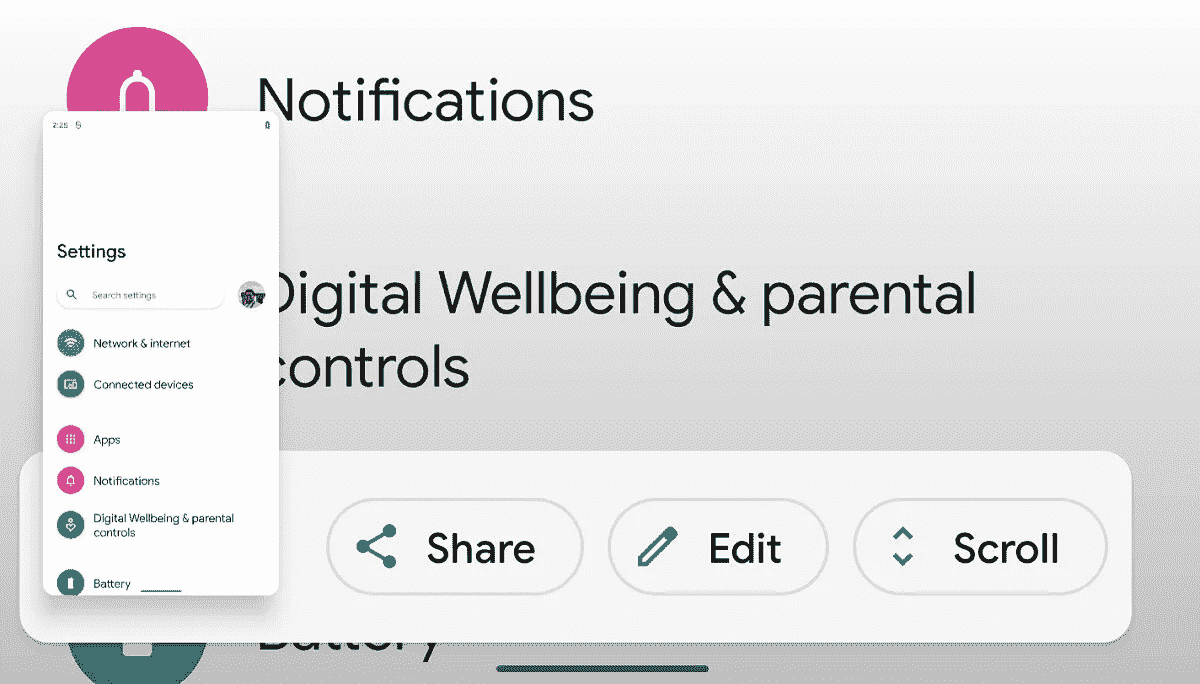 Notifications
2:25
Settings
Search settings
Digital Wellbeing & parental
controls
Network & internet
Connected devices
Apps
Notifications
Digital Wellbeing & parental
controls
Battery
Share
Edit
Scroll
Battery